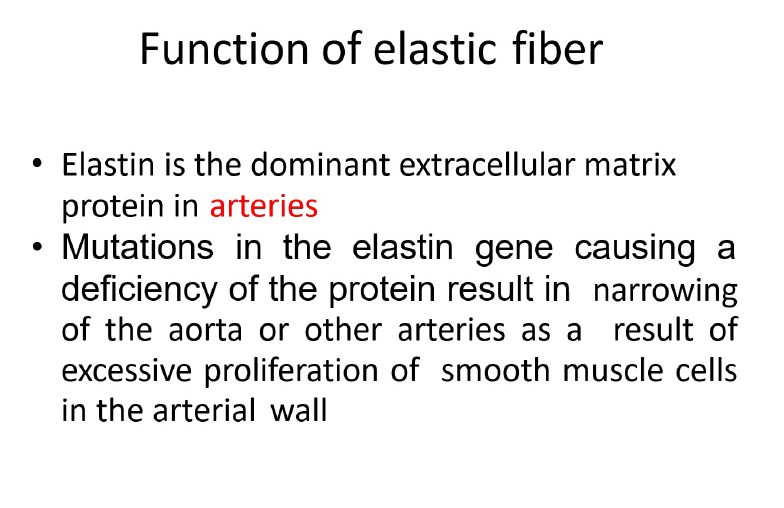 Function of elastic fiber
• Elastin is the dominant extracellular matrix
protein in arteries
• Mutations in the elastin gene causing a
deficiency of the protein result in narrowing
of the aorta or other arteries as a result of
excessive proliferation of smooth muscle cells
in the arterial wall